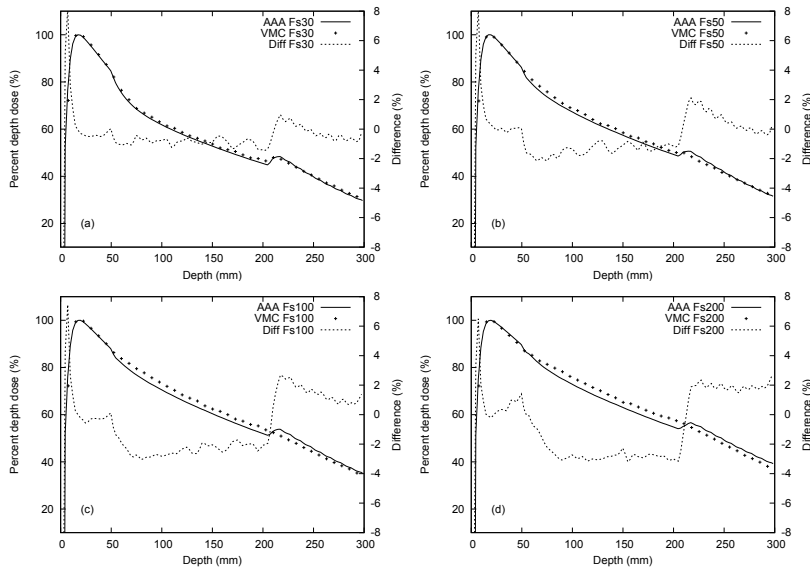 AAA Fs30
VMC Fs30
Diff Fs30
Percent depth dose (%)
100
80
60
40
20
8
6
4
2
0
-2
-4
-6
-8
Difference (%)
(a)
0 50 100 150 200 250 300
Depth (mm)
AAA Fs50
VMC Fs50
Diff Fs50
Percent depth dose (%)
100
80
60
40
20
8
6
4
2
0
-2
-4
-6
-8
Difference (%)
(b)
0 50 100 150 200 250 300
Depth (mm)
AAA Fs100
VMC Fs100
Diff Fs100
Percent depth dose (%)
100
80
60
40
20
8
6
4
2
0
-2
-4
-6
-8
Difference (%)
(c)
0 50 100 150 200 250 300
Depth (mm)
AAA Fs200
VMC Fs200
Diff Fs200
Percent depth dose (%)
100
80
60
40
20
8
6
4
2
0
-2
-4
-6
-8
Difference (%)
(d)
0 50 100 150 200 250 300
Depth (mm)